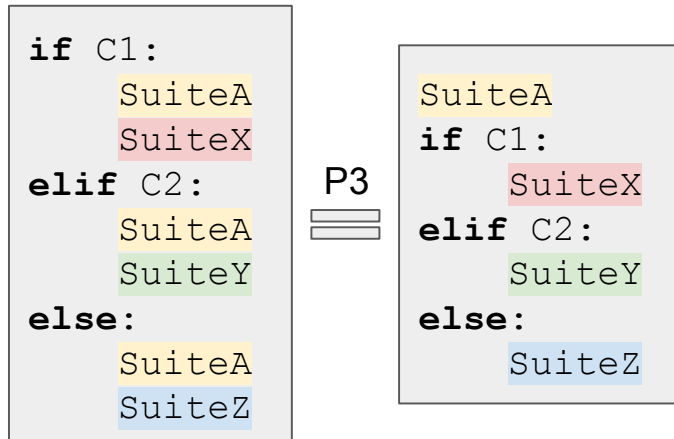 if C1:
SuiteA
SuiteX
elif C2:
SuiteA
SuiteY
else:
SuiteA
SuiteZ
P3
SuiteA
if C1:
SuiteX
elif C2:
SuiteY
else:
SuiteZ